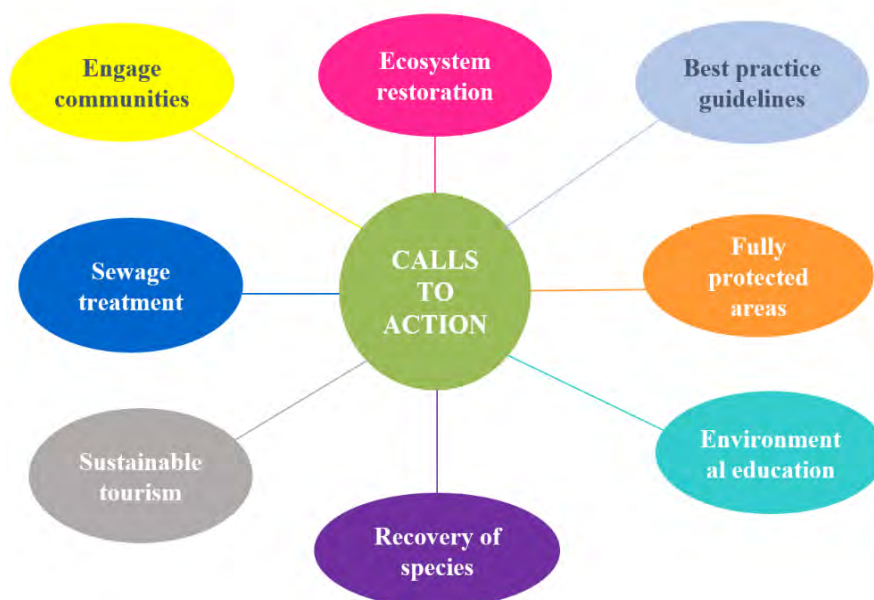 Engage
communities
Ecosystem
restoration
Best practice
guidelines
Sewage
treatment
CALLS
TO
ACTION
Fully
protected
areas
Sustainable
tourism
Recovery of
species
Environment
al education